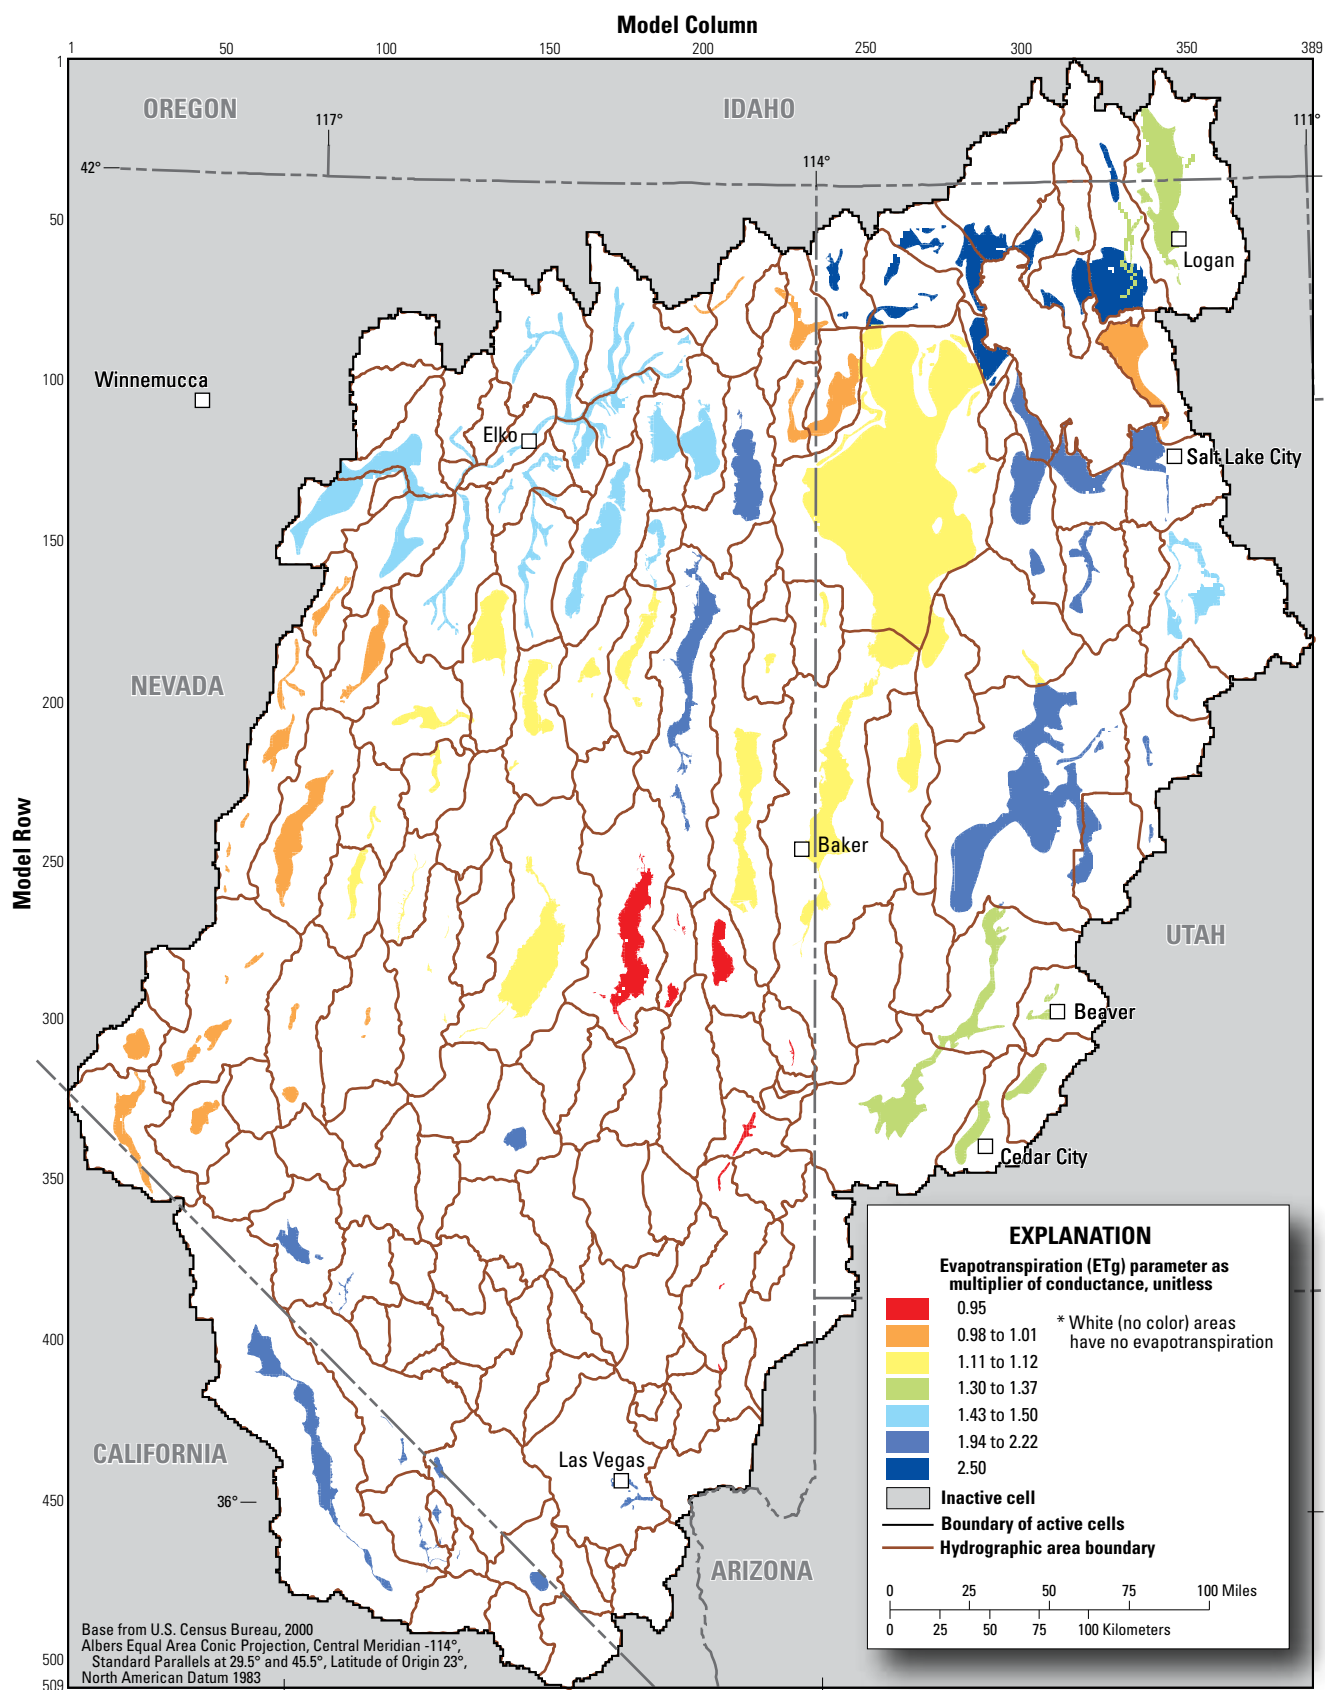 Model Column
1 50 100 150 200 250 300 350 389
1
OREGON
IDAHO
117°
111°
42°
114°
50
Logan
100
Winnemucca
Elko
Salt Lake City
150
NEVADA
200
Model Row
250
Baker
UTAH
300
Beaver
Cedar City
350
400
CALIFORNIA
Las Vegas
450
36°
ARIZONA
500
509
EXPLANATION
Evapotranspiration (ETg) parameter as
multiplier of conductance, unitless
0.95
0.98 to 1.01
1.11 to 1.12
1.30 to 1.37
1.43 to 1.50
1.94 to 2.22
2.50
* White (no color) areas
have no evapotranspiration
Inactive cell
Boundary of active cells
Hydrographic area boundary
0 25 50 75 100 Miles
0 25 50 75 100 Kilometers
Base from U.S. Census Bureau, 2000
Albers Equal Area Conic Projection, Central Meridian -114°,
Standard Parallels at 29.5° and 45.5°, Latitude of Origin 23°,
North American Datum 1983